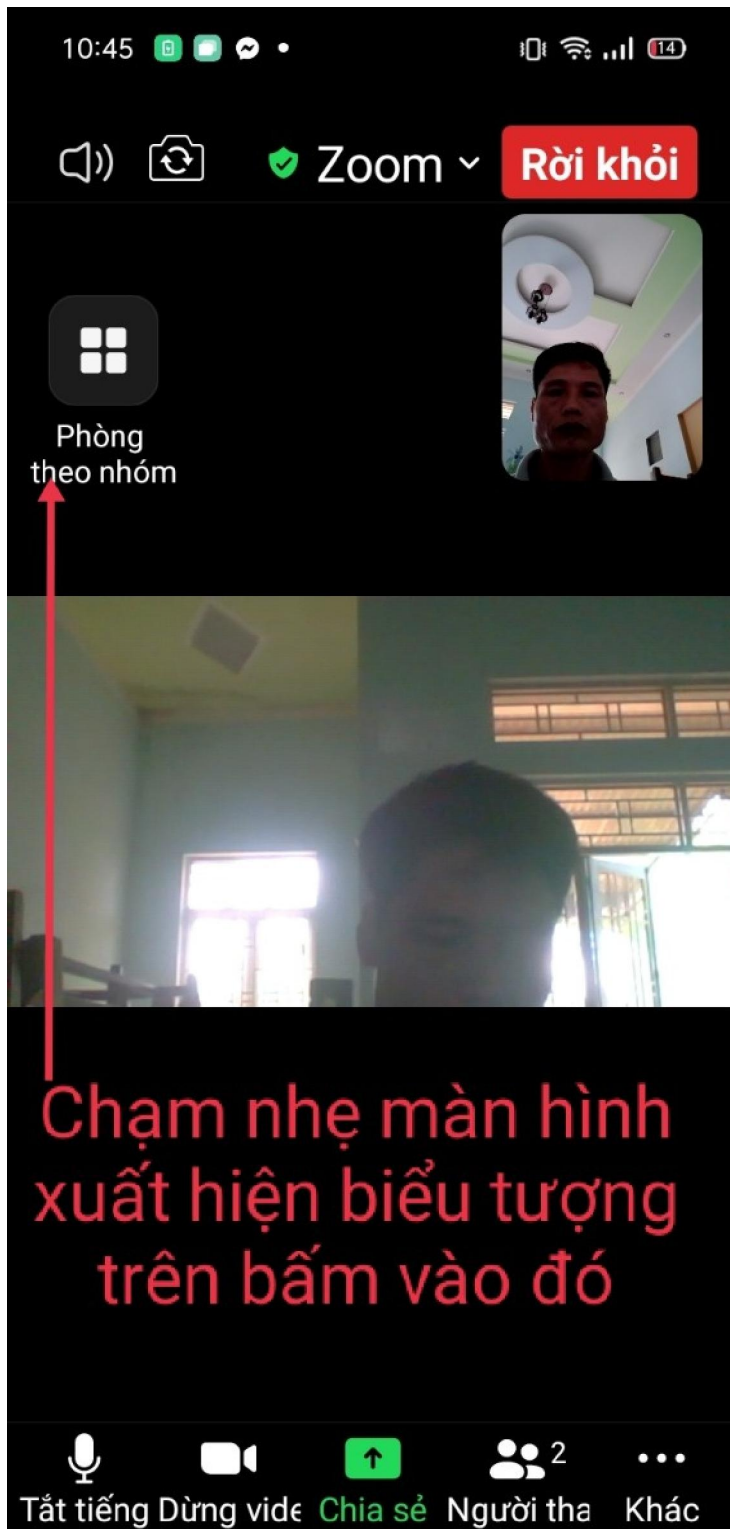 10:45
14
Zoom
Rời khỏi
Phòng
theo nhóm
Chạm nhẹ màn hình
xuất hiện biểu tượng
trên bấm vào đó
2
Tắt tiếng Dừng vide Chia sẻ Người tha Khác